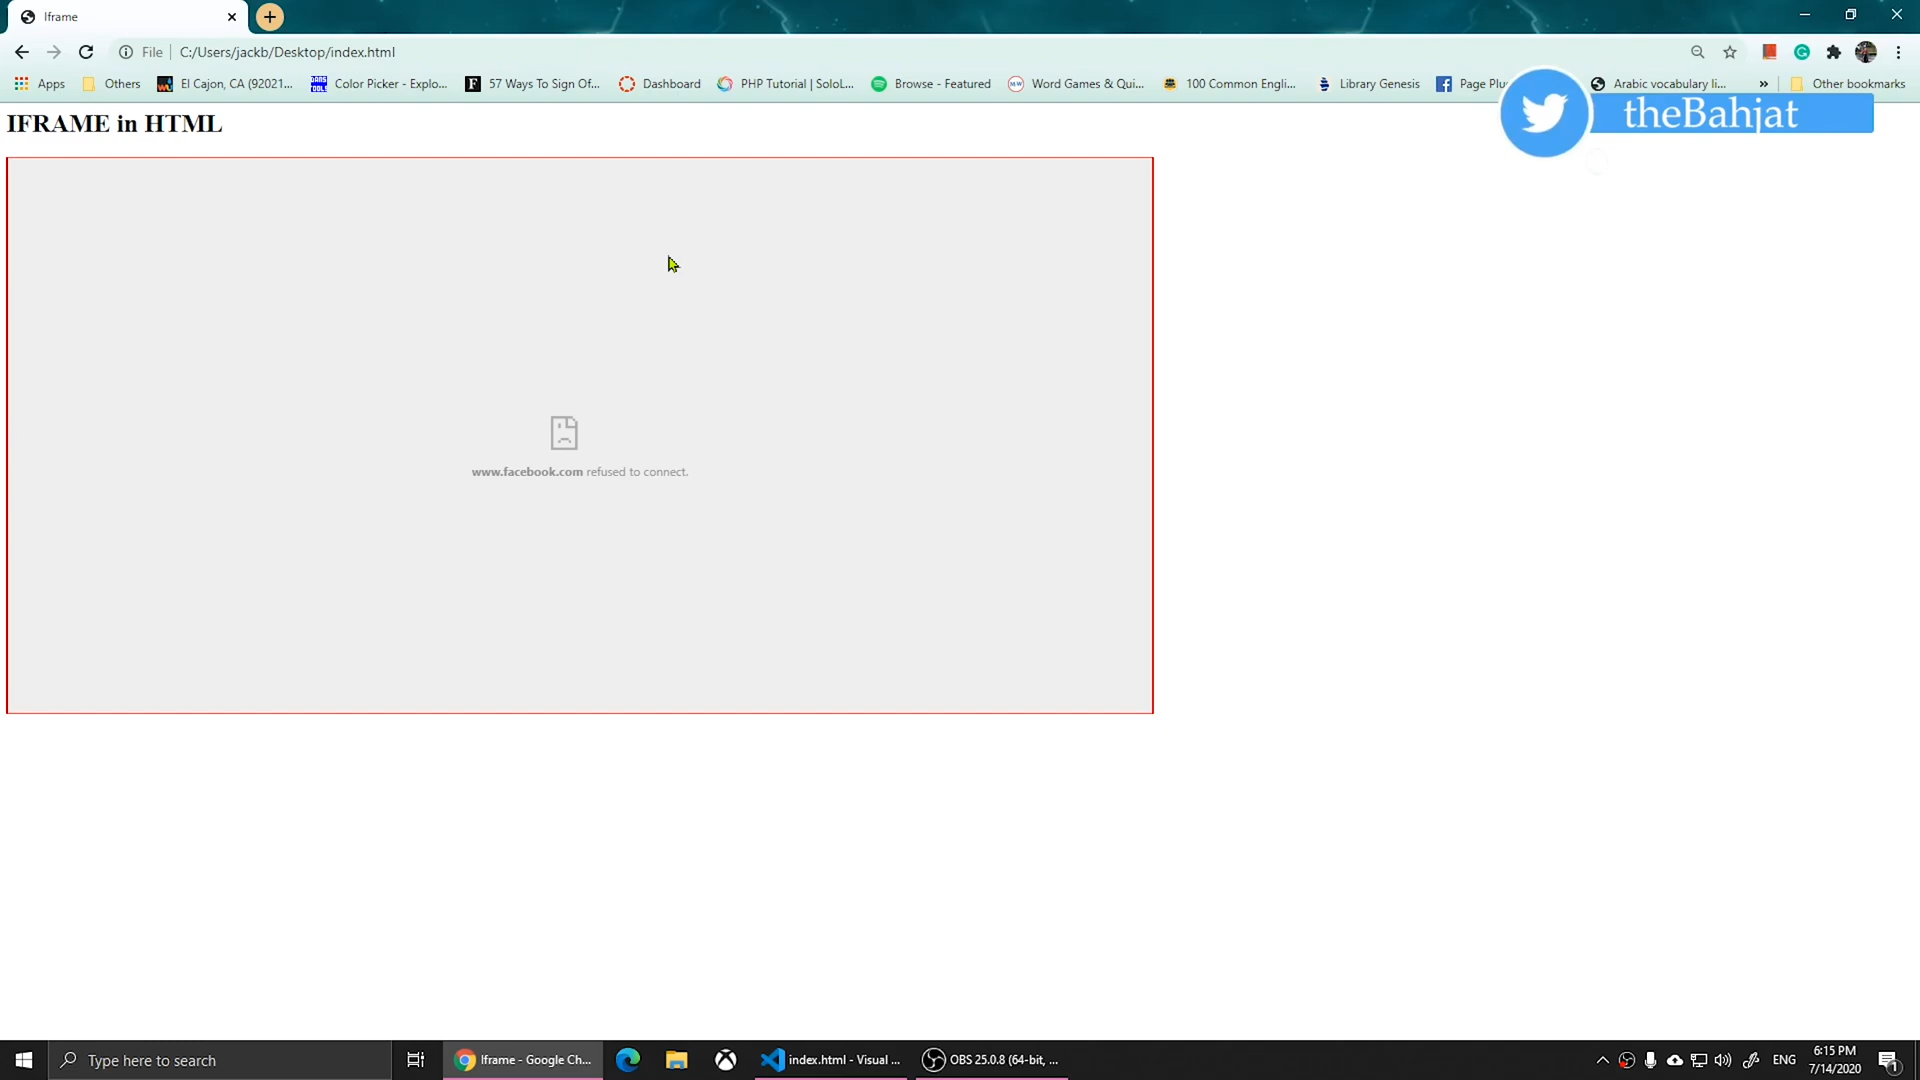 Iframe
File C:/Users/jackb/Desktop/index.html
Apps Others El Cajon, CA (92021... Color Picker - Explo... 57 Ways To Sign Of... Dashboard PHP Tutorial | SoloL... Browse - Featured Word Games & Qui... 100 Common Engli... Library Genesis Page Plu Arabic vocabulary li... » Other bookmarks
theBahjat
IFRAME in HTML
www.facebook.com refused to connect.
Type here to search Iframe - Google Ch... index.html - Visual ... OBS 25.0.8 (64-bit, ... ENG 6:15 PM
7/14/2020